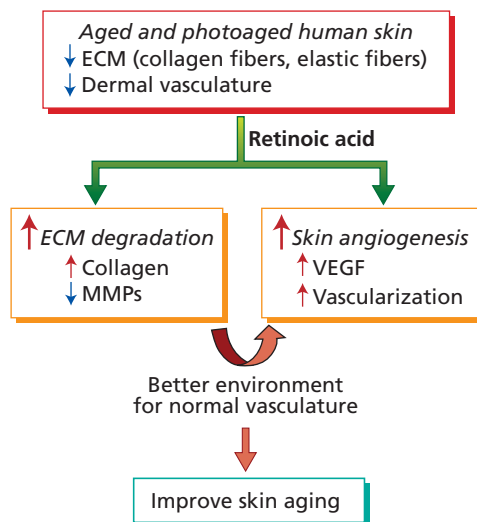 Aged and photoaged human skin
↓ ECM (collagen fibers, elastic fibers)
↓ Dermal vasculature
Retinoic acid
↑ ECM degradation
↑ Collagen
↓ MMPs
↑ Skin angiogenesis
↑ VEGF
↑ Vascularization
Better environment
for normal vasculature
Improve skin aging